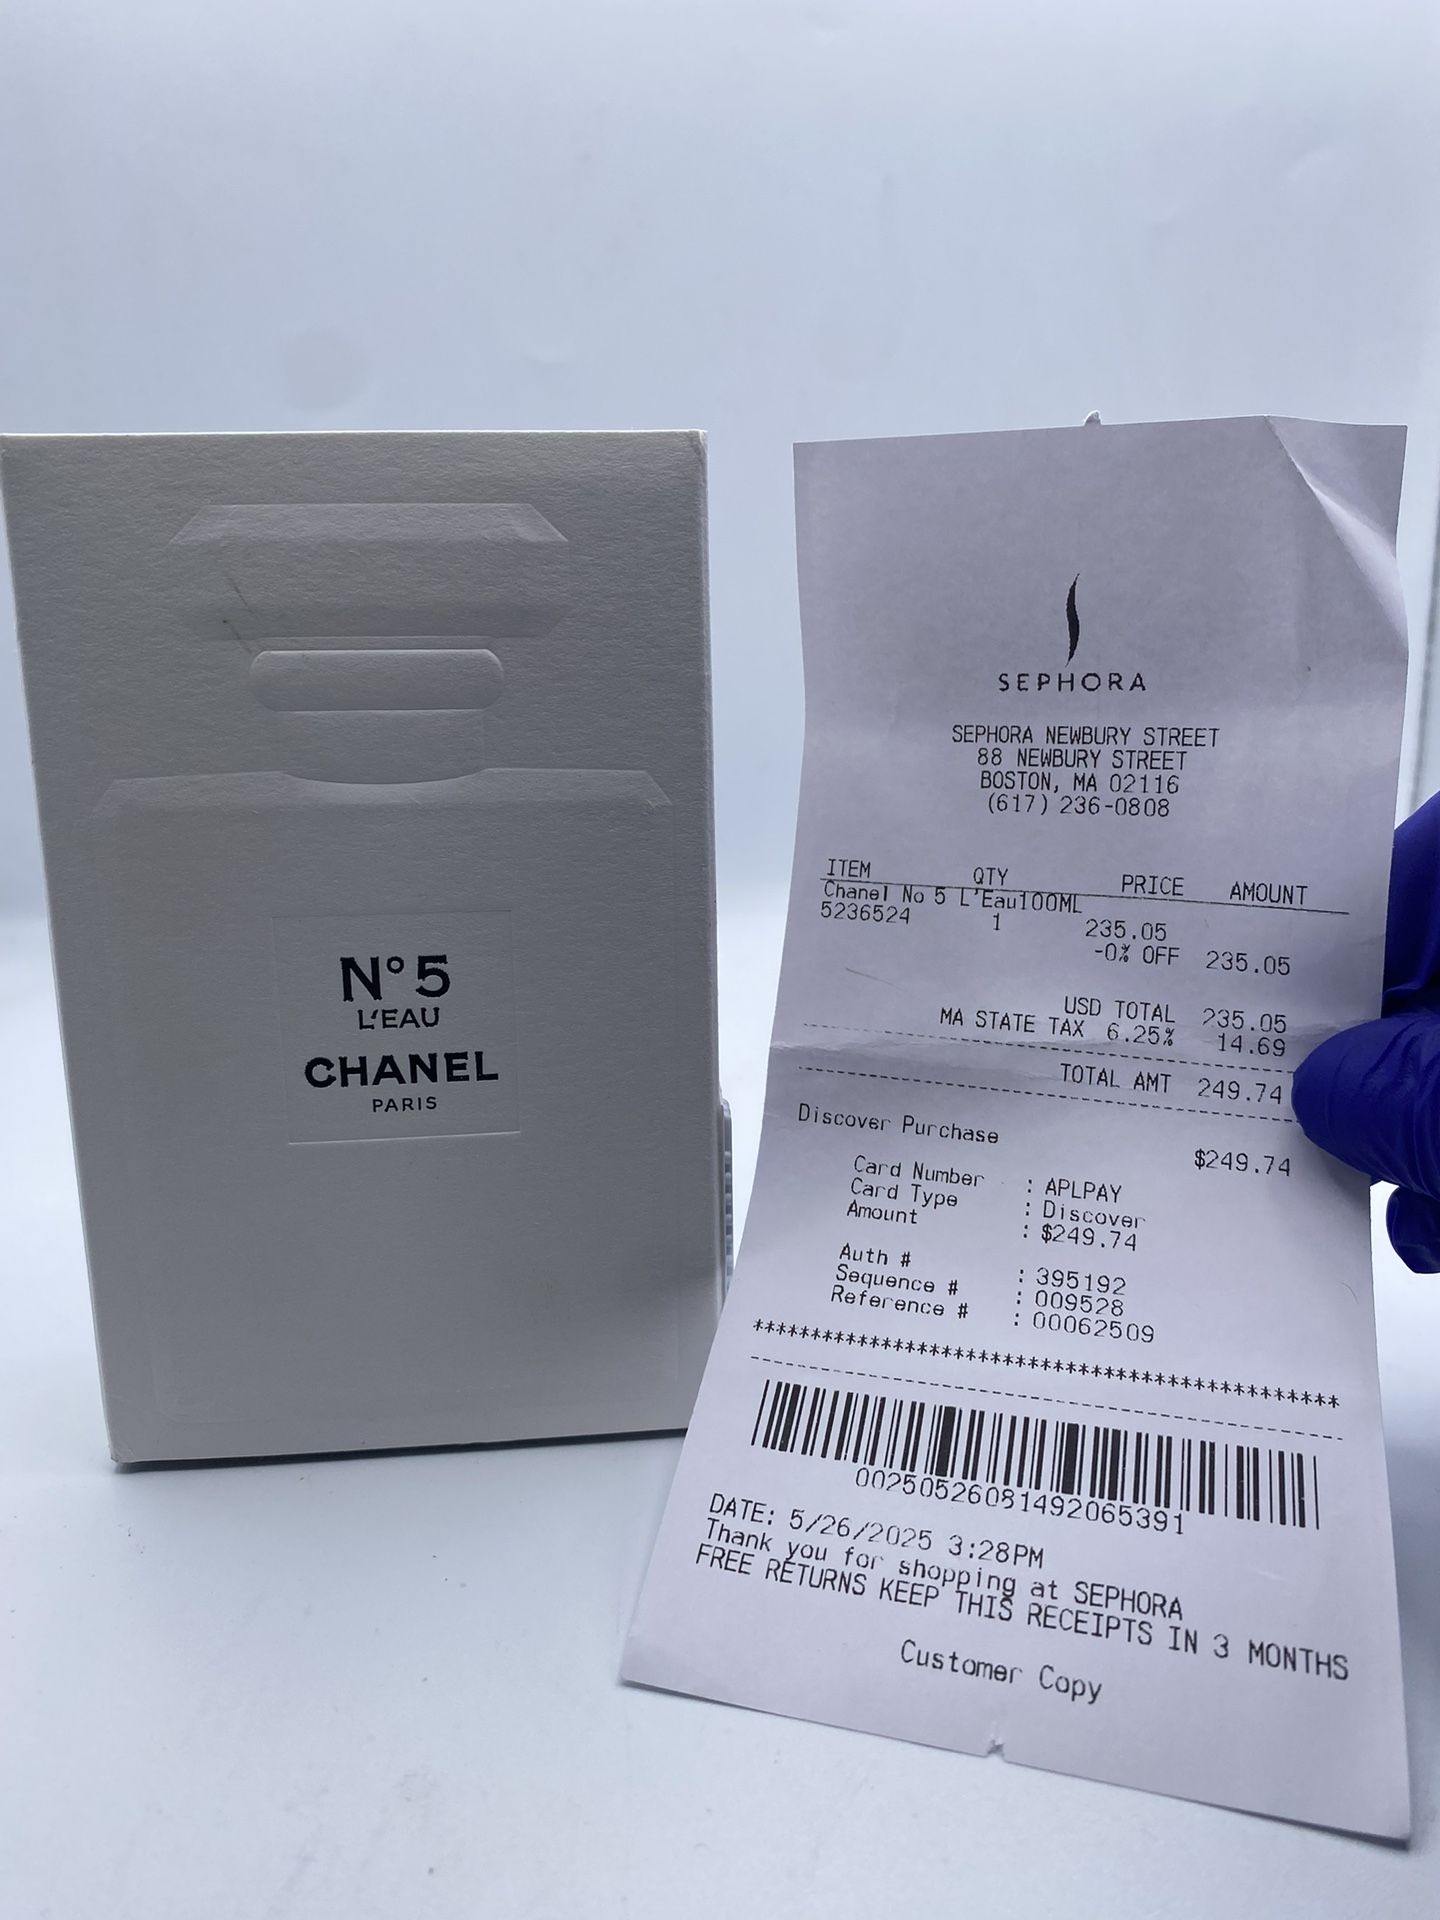 N°5
L'EAU
CHANEL
PARIS
SEPHORA
SEPHORA NEWBURY STREET
88 NEWBURY STREET
BOSTON, MA 02116
(617) 236-0808
ITEM QTY PRICE AMOUNT
Chanel No 5 L'Eau100ML
5236524 1 235.05
-0% OFF 235.05
USD TOTAL 235.05
MA STATE TAX 6.25% 14.69
TOTAL AMT 249.74
Discover Purchase
$249.74
Card Number : APLPAY
Card Type : Discover
Amount : $249.74
Auth # : 395192
Sequence # : 009528
Reference # : 00062509
******************************************
00250526081492065391
DATE: 5/26/2025 3:28PM
Thank you for shopping at SEPHORA
FREE RETURNS KEEP THIS RECEIPTS IN 3 MONTHS
Customer Copy